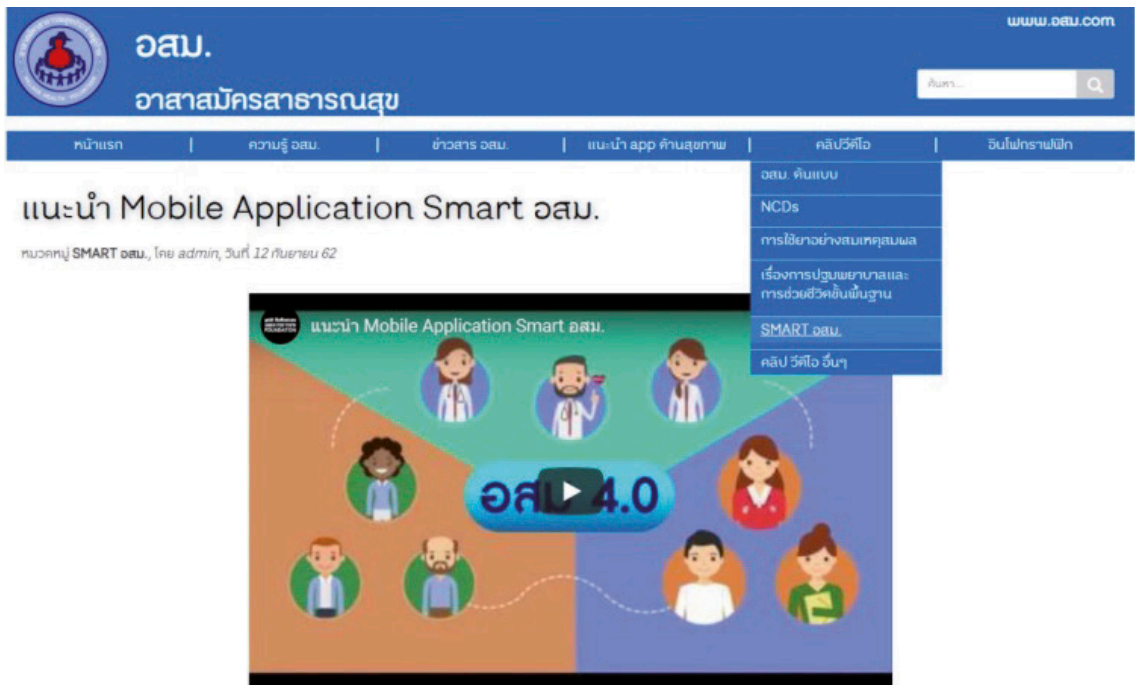 www.อสม.com
อสม.
อาสาสมัครสาธารณสุข
ค้นหา...
หน้าแรก | ความรู้ อสม. | ข่าวสาร อสม. | แนะนำ app ด้านสุขภาพ | คลิปวีดีโอ | อินโฟกราฟฟิก
อสม. ต้นแบบ
NCDs
การใช้ยาอย่างสมเหตุสมผล
เรื่องการปฐมพยาบาลและ
การช่วยชีวิตขั้นพื้นฐาน
SMART อสม.
คลิป วีดีโอ อื่นๆ
แนะนำ Mobile Application Smart อสม.
หมวดหมู่ SMART อสม., โดย admin, วันที่ 12 กันยายน 62
แนะนำ Mobile Application Smart อสม.
อสม 4.0